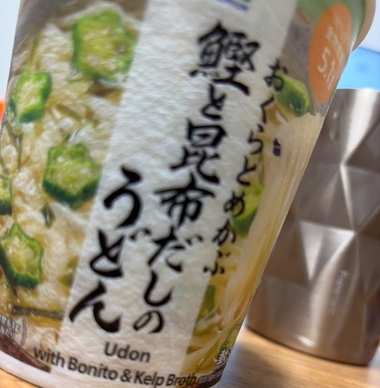 おくらとめかぶ
鰹と昆布だしの
うどん
Udon
with Bonito & Kelp Broth